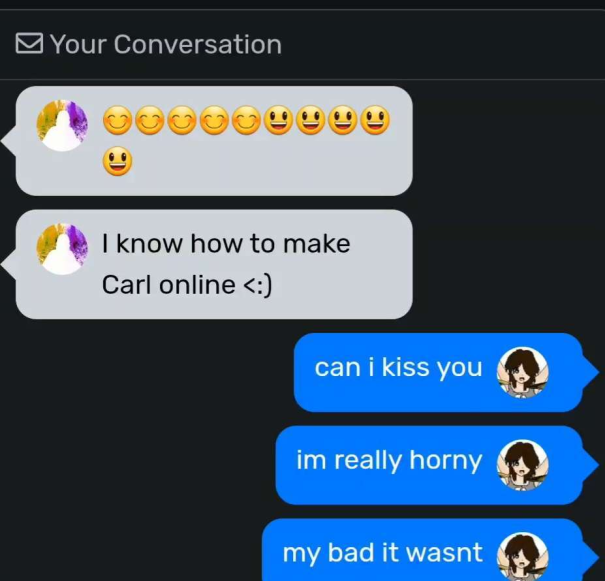 Your Conversation
😊😊😊😊😊😃😃😃😃
😃
I know how to make
Carl online <:)
can i kiss you
im really horny
my bad it wasnt